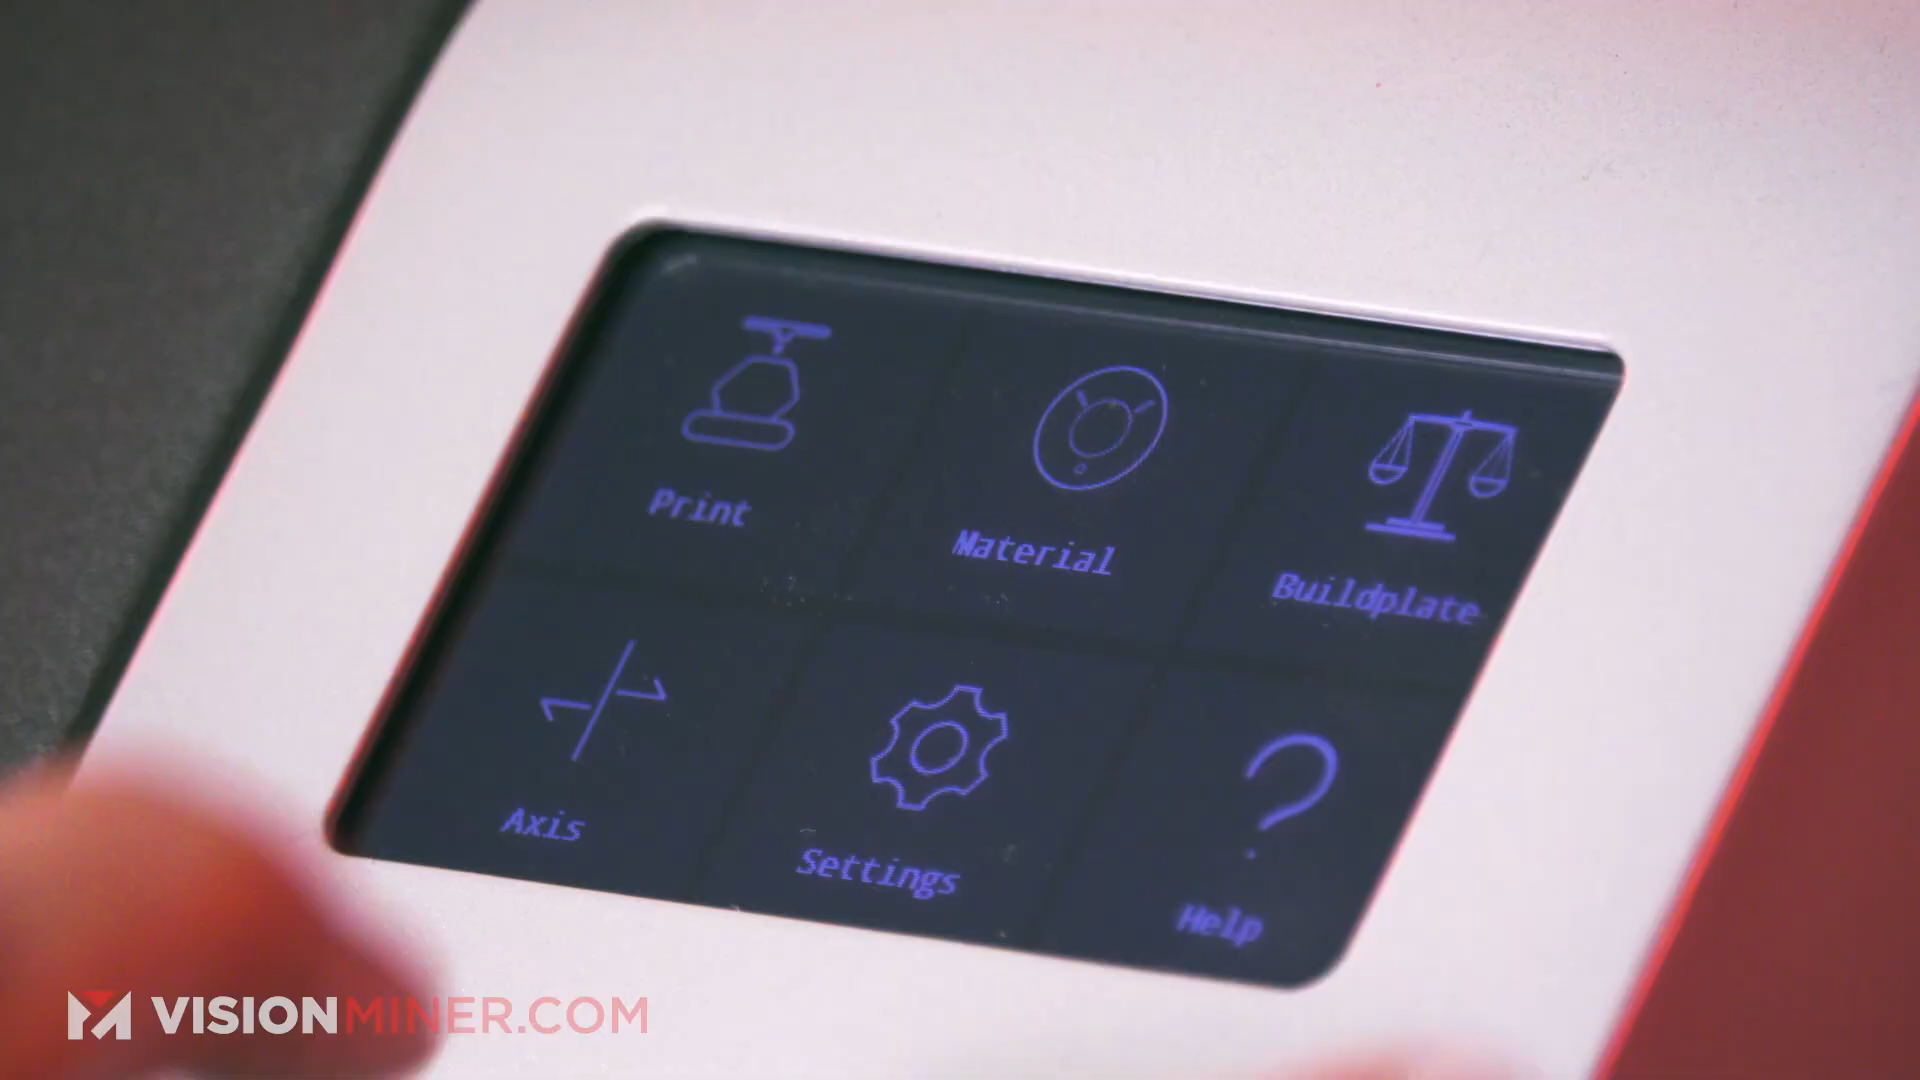 Print
Material
Buildplate
Axis
Settings
Help
VISIONMINER.COM